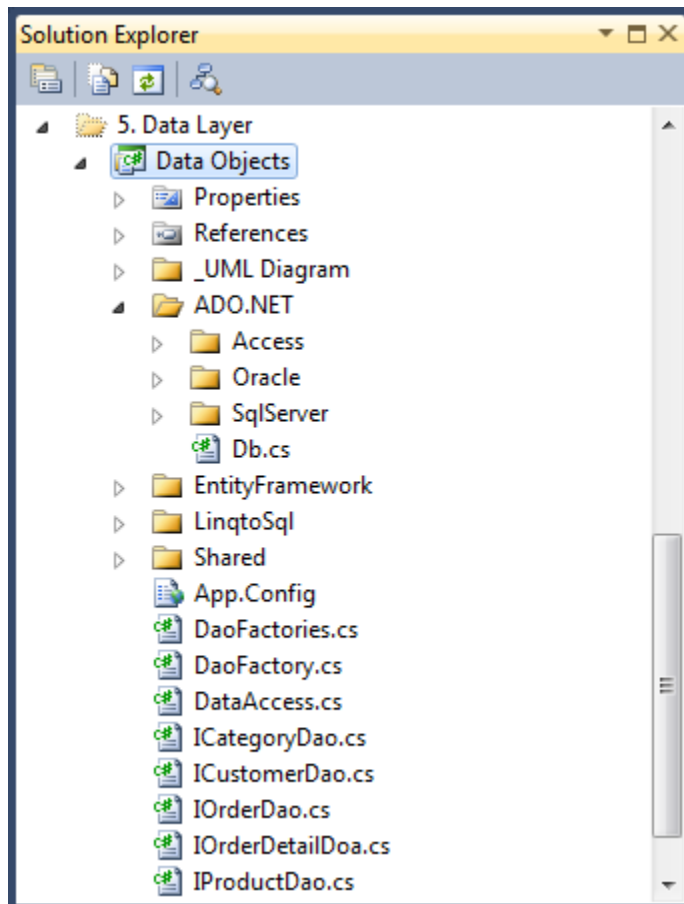 Solution Explorer
5. Data Layer
Data Objects
Properties
References
_UML Diagram
ADO.NET
Access
Oracle
SqlServer
Db.cs
EntityFramework
LinqtoSql
Shared
App.Config
DaoFactories.cs
DaoFactory.cs
DataAccess.cs
ICategoryDao.cs
ICustomerDao.cs
IOrderDao.cs
IOrderDetailDoa.cs
IProductDao.cs